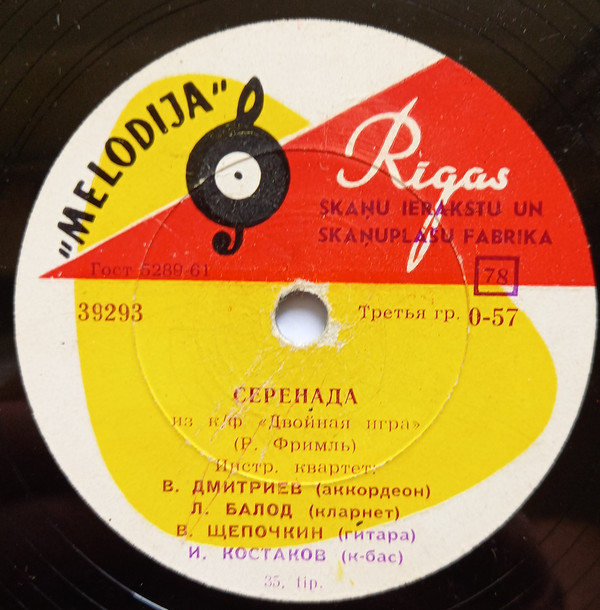 „MELODIJA”
Rīgas
SKAŅU IERAKSTU UN
SKAŅUPLAŠU FABRIKA
Гост 5289-61
78
39293
Третья гр. 0-57
СЕРЕНАДА
из к/ф «Двойная игра»
(Р. Фримль)
Инстр. квартет:
В. ДМИТРИЕВ (аккордеон)
Л. БАЛОД (кларнет)
В. ЩЕПОЧКИН (гитара)
И. КОСТАКОВ (к-бас)
35. tip.